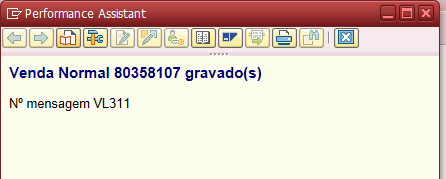 Performance Assistant
Venda Normal 80358107 gravado(s)
Nº mensagem VL311